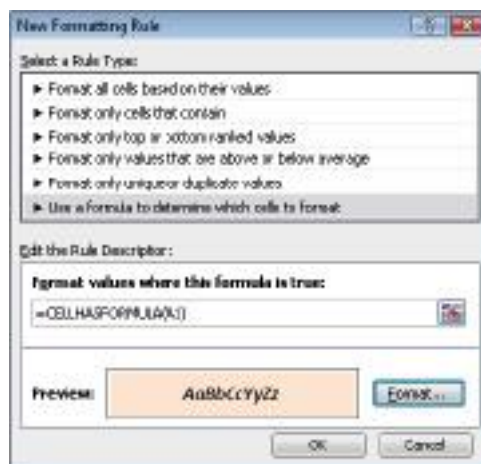 New Formatting Rule
Select a Rule Type:
► Format all cells based on their values
► Format only cells that contain
► Format only top or bottom ranked values
► Format only values that are above or below average
► Format only unique or duplicate values
► Use a formula to determine which cells to format
Edit the Rule Description:
Format values where this formula is true:
=CELLHASFORMULA(A1)
Preview:
AaBbCcYyZz
Format...
OK
Cancel